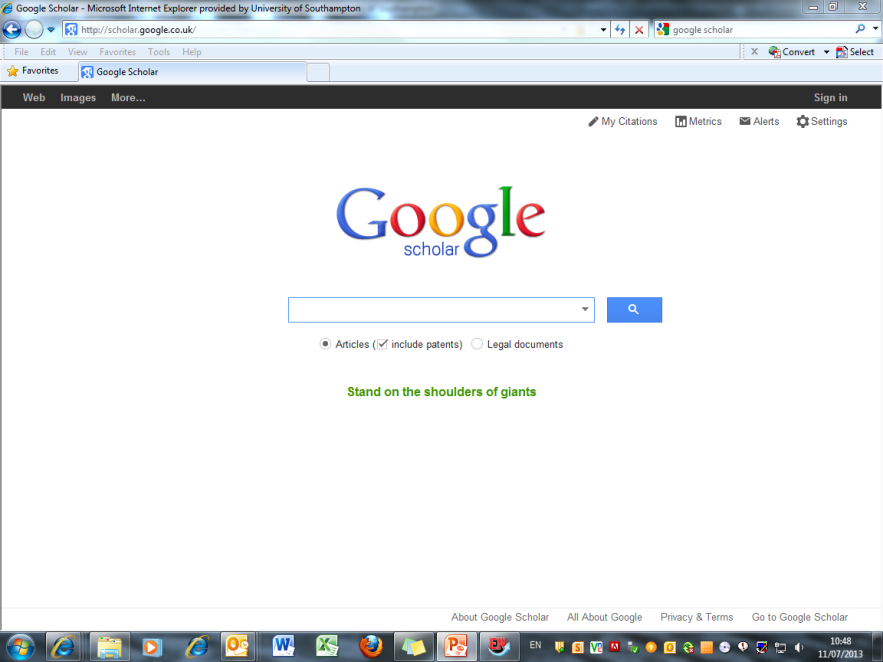 Google Scholar - Microsoft Internet Explorer provided by University of Southampton
http://scholar.google.co.uk/
google scholar
File Edit View Favorites Tools Help
Convert Select
Favorites
Google Scholar
Web Images More... Sign in
My Citations Metrics Alerts Settings
Google
scholar
Articles (include patents) Legal documents
Stand on the shoulders of giants
About Google Scholar All About Google Privacy & Terms Go to Google Scholar
EN
10:48
11/07/2013